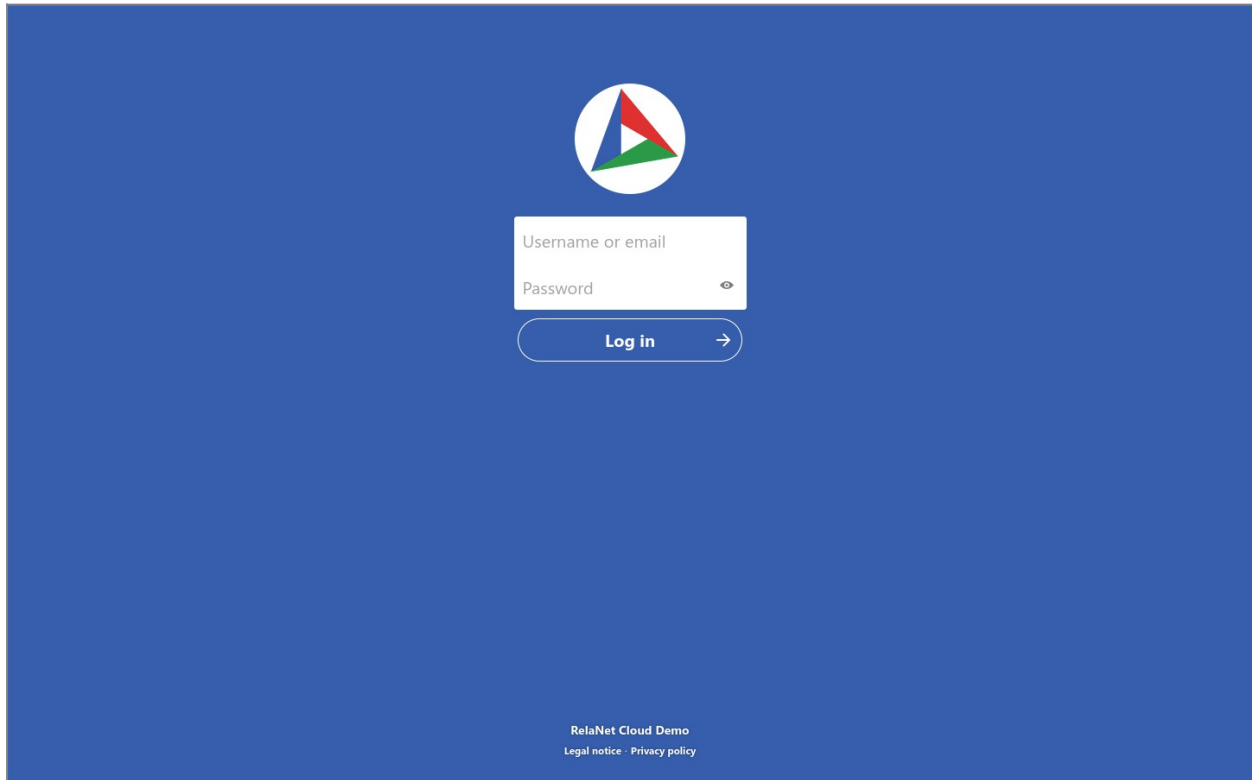 Username or email
Password
Log in
RelaNet Cloud Demo
Legal notice · Privacy policy